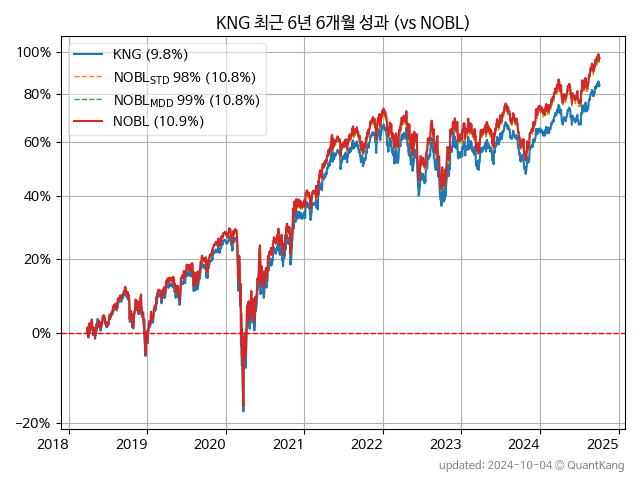 KNG 최근 6년 6개월 성과 (vs NOBL)
KNG (9.8%)
NOBL_STD 98% (10.8%)
NOBL_MDD 99% (10.8%)
NOBL (10.9%)
100%
80%
60%
40%
20%
0%
−20%
2018 2019 2020 2021 2022 2023 2024 2025
updated: 2024-10-04 © QuantKang